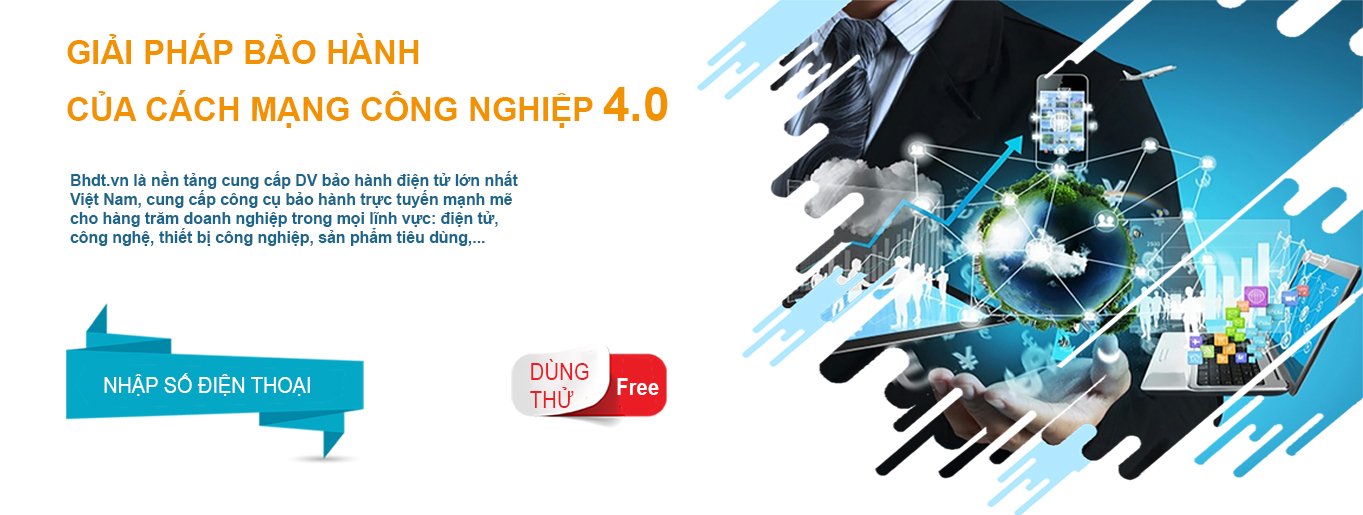 GIẢI PHÁP BẢO HÀNH
CỦA CÁCH MẠNG CÔNG NGHIỆP 4.0
Bhdt.vn là nền tảng cung cấp DV bảo hành điện tử lớn nhất
Việt Nam, cung cấp công cụ bảo hành trực tuyến mạnh mẽ
cho hàng trăm doanh nghiệp trong mọi lĩnh vực: điện tử,
công nghệ, thiết bị công nghiệp, sản phẩm tiêu dùng,...
NHẬP SỐ ĐIỆN THOẠI
DÙNG
THỬ
Free